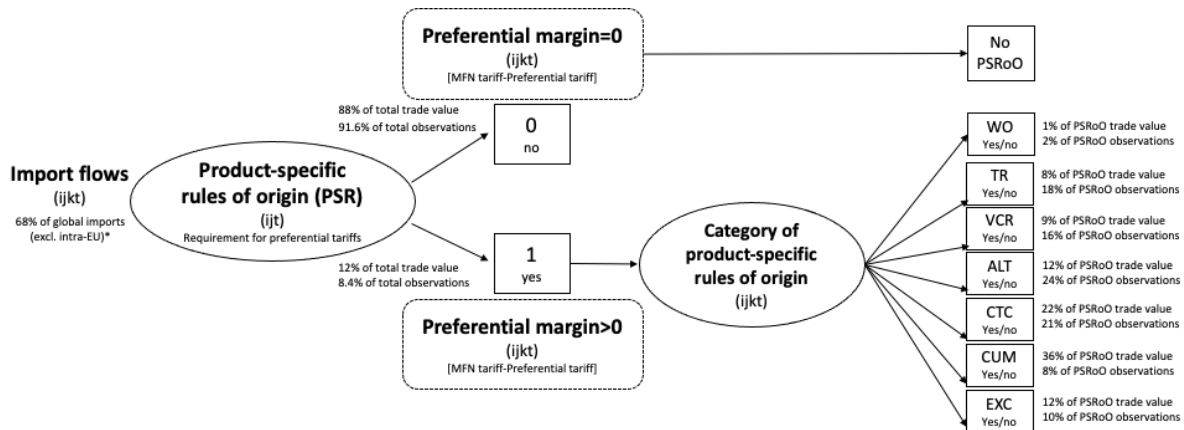 Preferential margin=0
(ijkt)
[MFN tariff-Preferential tariff]
No
PSRoO
88% of total trade value
91.6% of total observations
0
no
Import flows
(ijkt)
68% of global imports
(excl. intra-EU)*
Product-specific
rules of origin (PSR)
(ijt)
Requirement for preferential tariffs
12% of total trade value
8.4% of total observations
1
yes
Preferential margin>0
(ijkt)
[MFN tariff-Preferential tariff]
Category of
product-specific
rules of origin
(ijkt)
WO
Yes/no
1% of PSRoO trade value
2% of PSRoO observations
TR
Yes/no
8% of PSRoO trade value
18% of PSRoO observations
VCR
Yes/no
9% of PSRoO trade value
16% of PSRoO observations
ALT
Yes/no
12% of PSRoO trade value
24% of PSRoO observations
CTC
Yes/no
22% of PSRoO trade value
21% of PSRoO observations
CUM
Yes/no
36% of PSRoO trade value
8% of PSRoO observations
EXC
Yes/no
12% of PSRoO trade value
10% of PSRoO observations